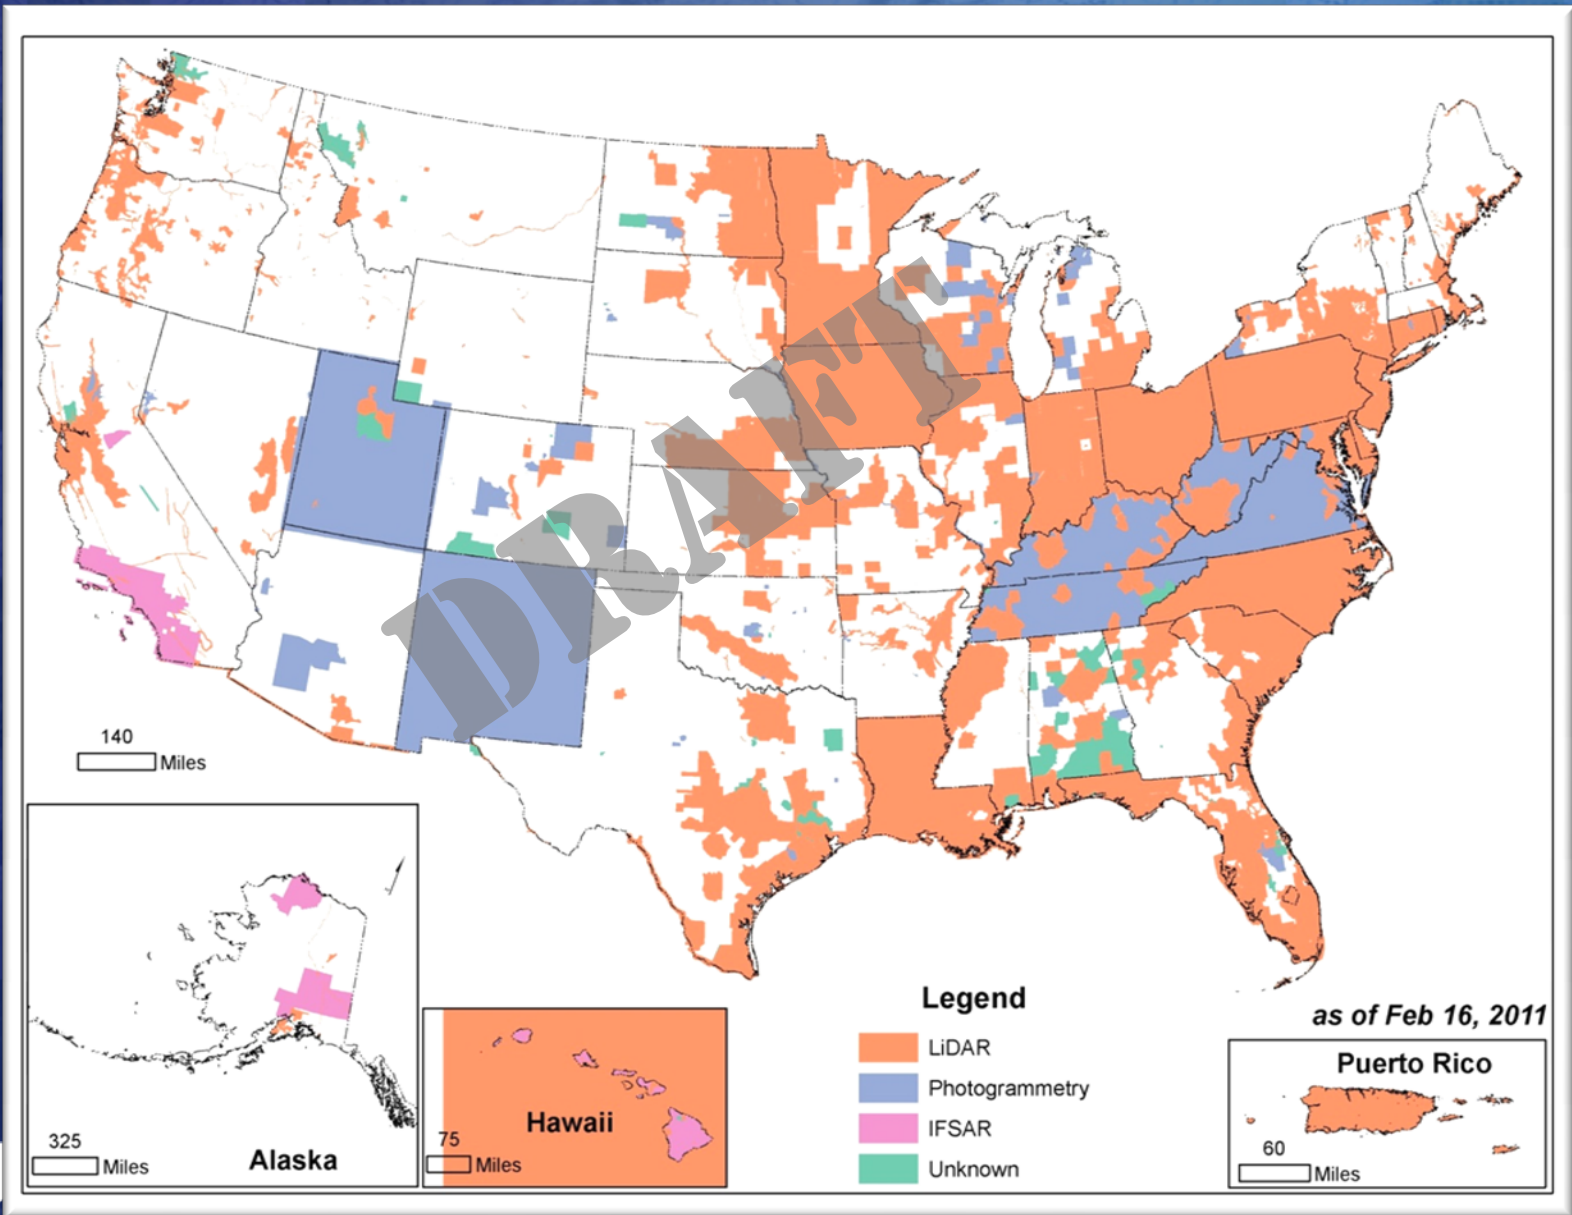 DRAFT
140
Miles
325
Miles
Alaska
Hawaii
75
Miles
Legend
LiDAR
Photogrammetry
IFSAR
Unknown
as of Feb 16, 2011
Puerto Rico
60
Miles